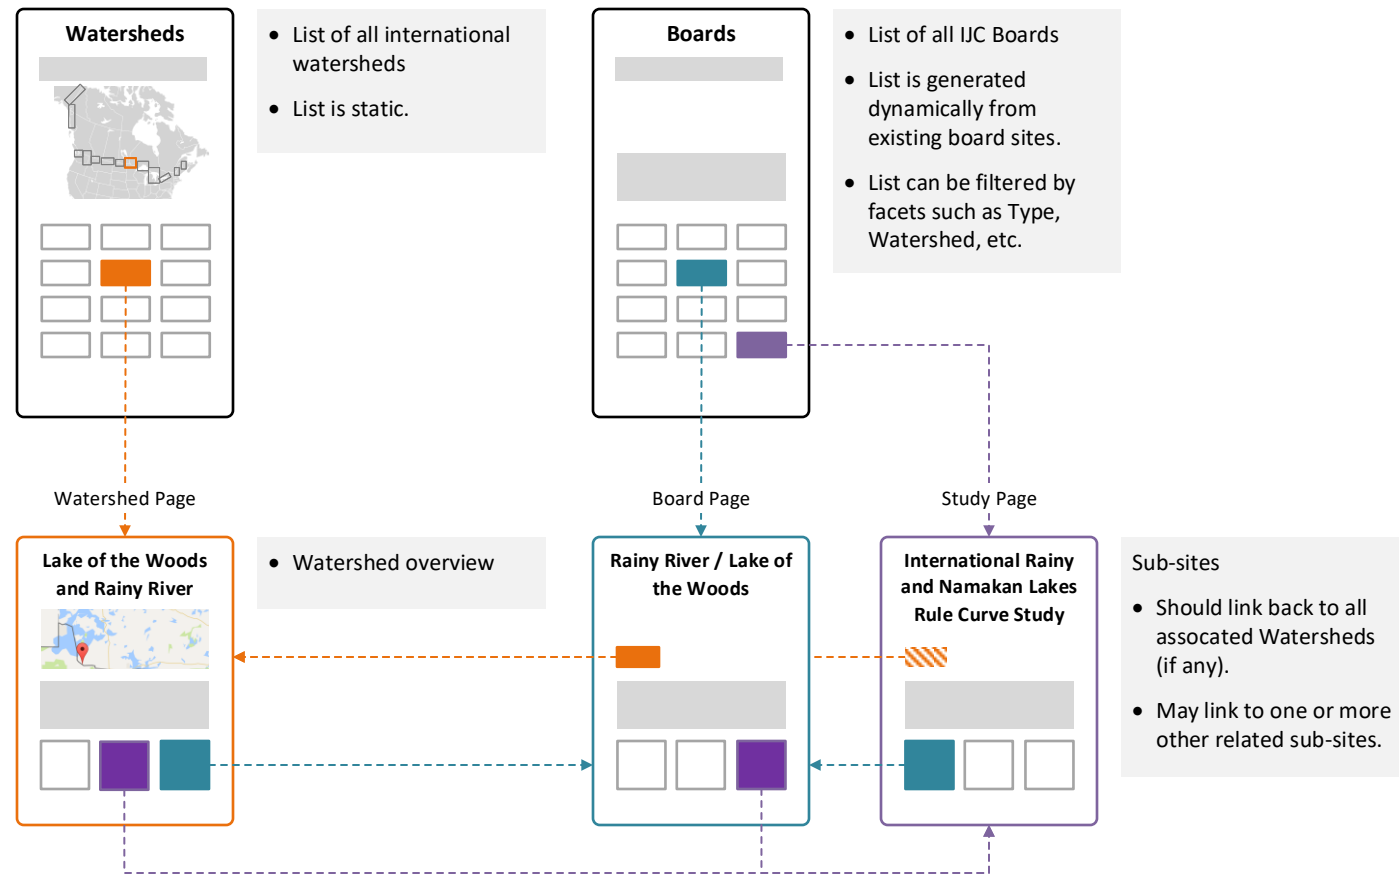 Watersheds
• List of all international
watersheds
• List is static.
Boards
• List of all IJC Boards
• List is generated
dynamically from
existing board sites.
• List can be filtered by
facets such as Type,
Watershed, etc.
Watershed Page
Board Page
Study Page
Lake of the Woods
and Rainy River
• Watershed overview
Rainy River / Lake of
the Woods
International Rainy
and Namakan Lakes
Rule Curve Study
Sub-sites
• Should link back to all
assocated Watersheds
(if any).
• May link to one or more
other related sub-sites.